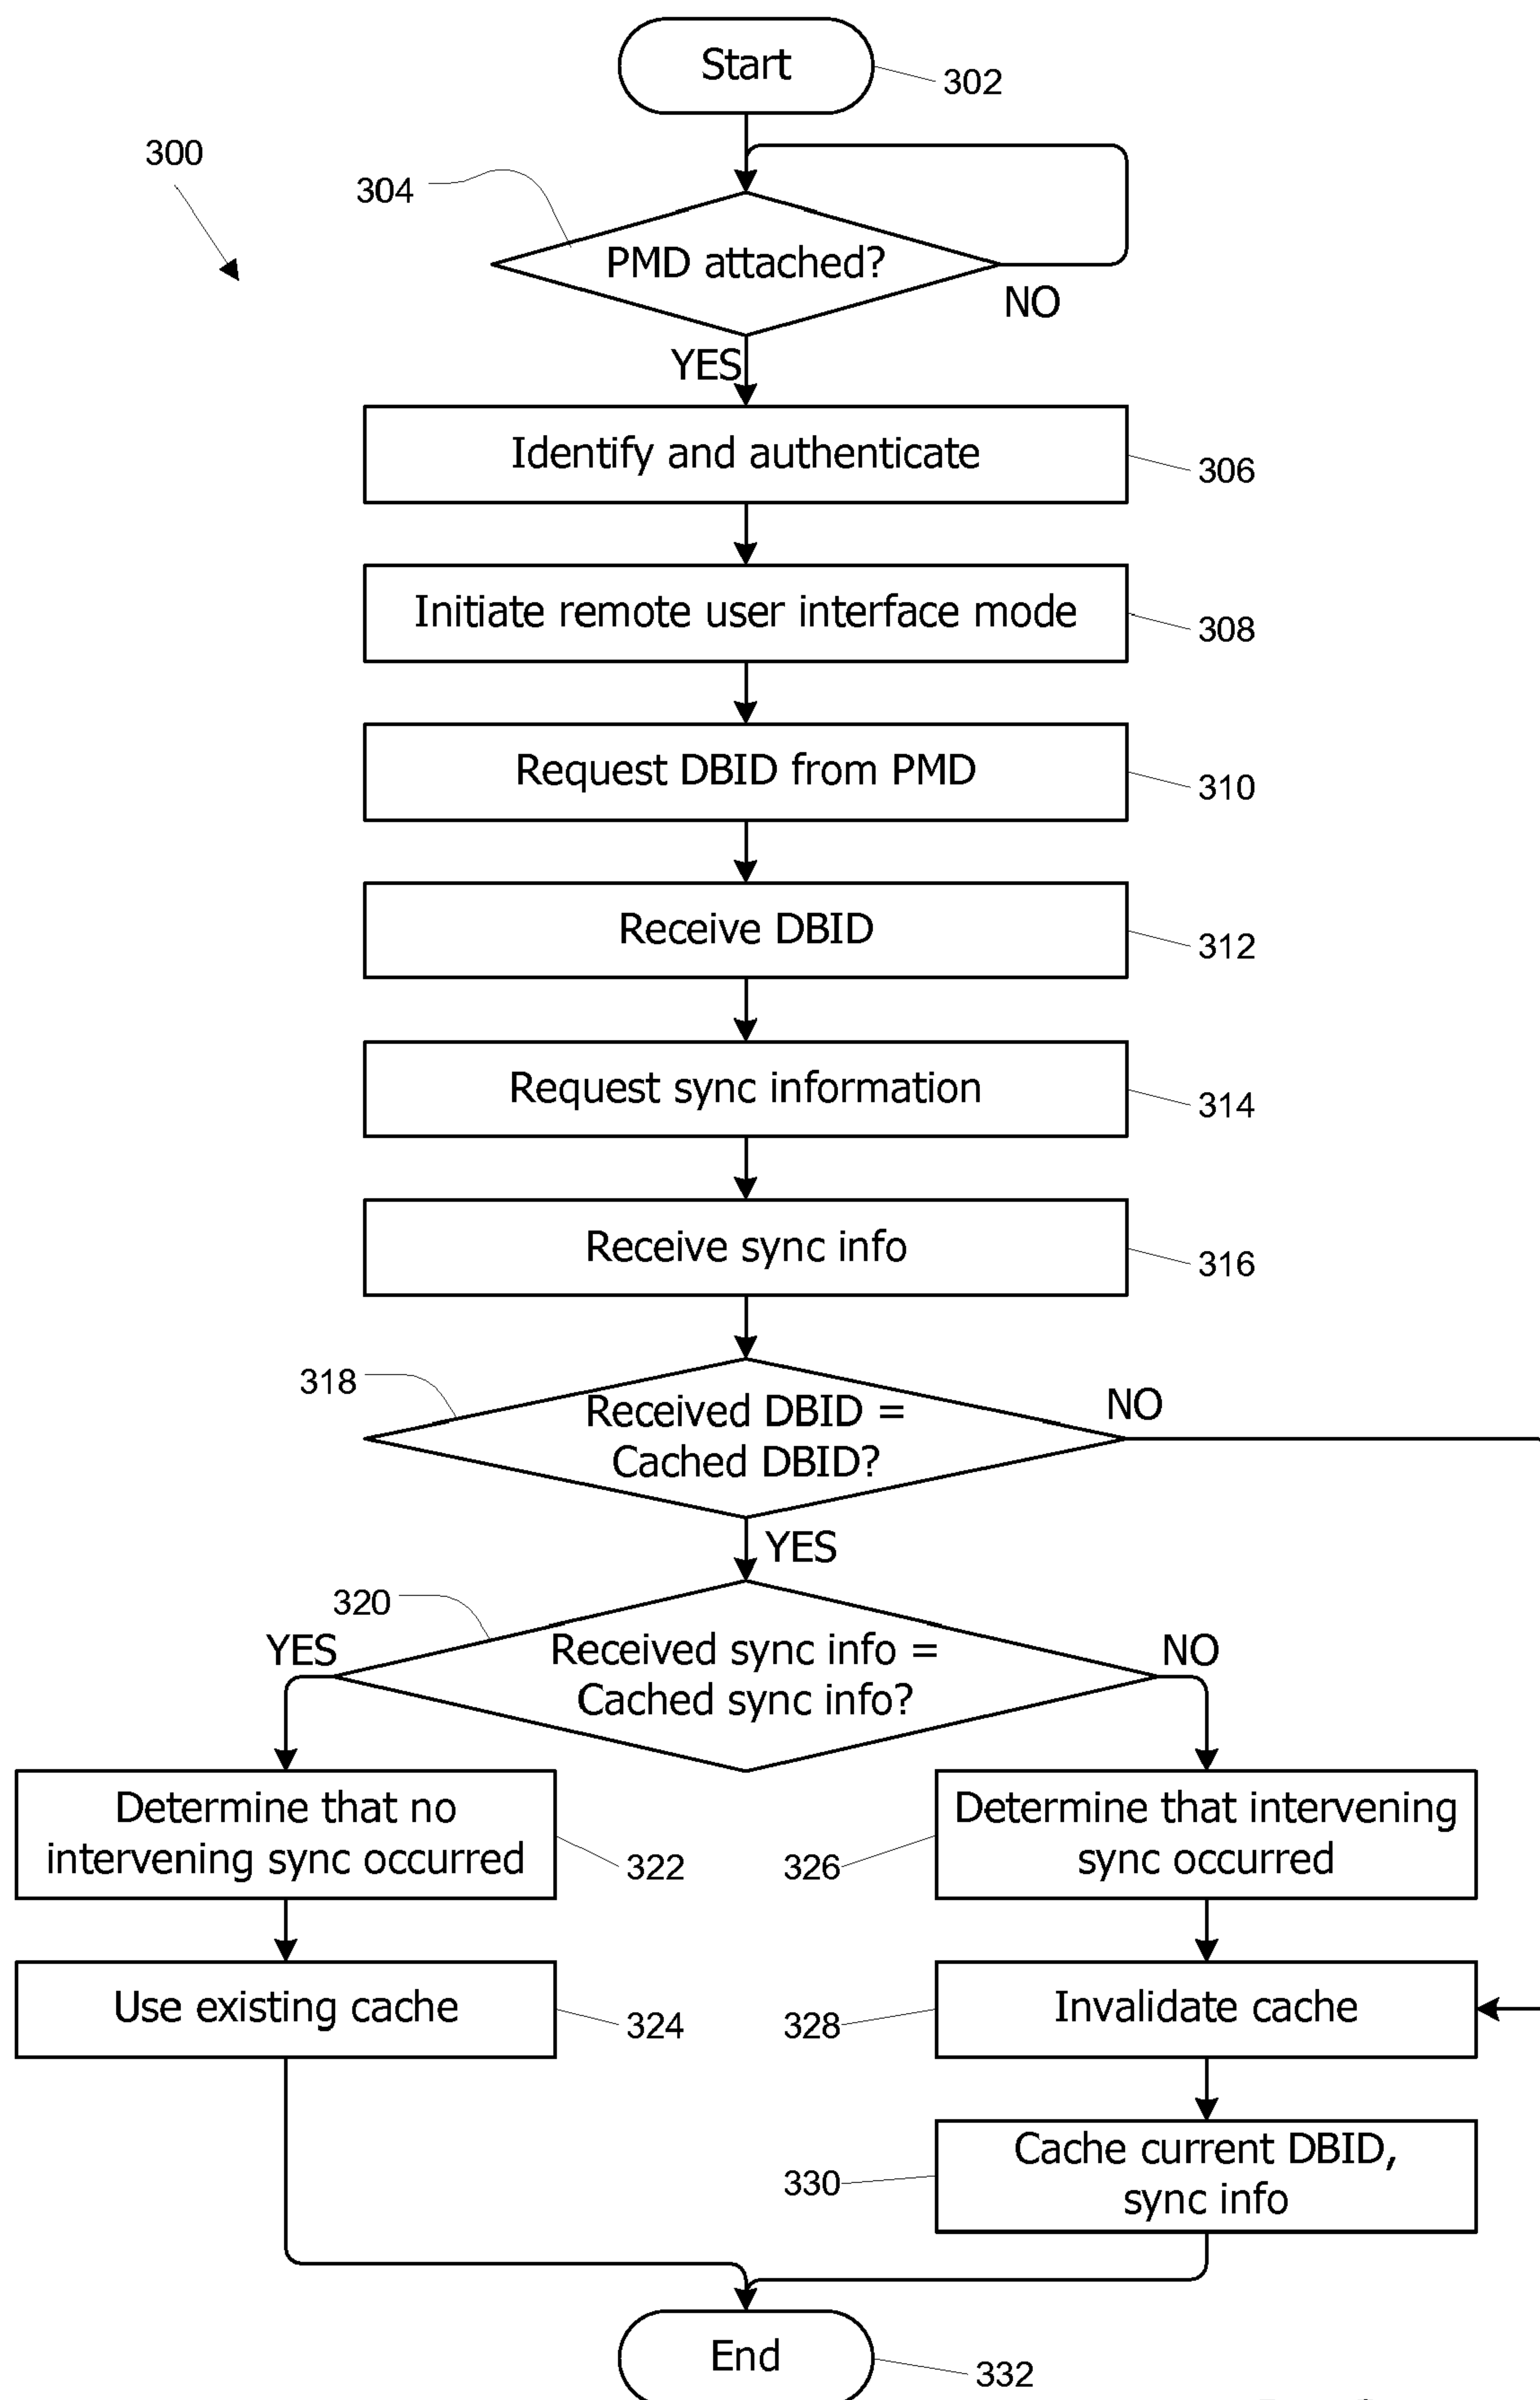 Start
302
300
304
PMD attached?
NO
YES
Identify and authenticate
306
Initiate remote user interface mode
308
Request DBID from PMD
310
Receive DBID
312
Request sync information
314
Receive sync info
316
318
Received DBID =
Cached DBID?
NO
YES
320
Received sync info =
Cached sync info?
YES
NO
Determine that no
intervening sync occurred
322
Determine that intervening
sync occurred
326
Use existing cache
324
Invalidate cache
328
Cache current DBID,
sync info
330
End
332